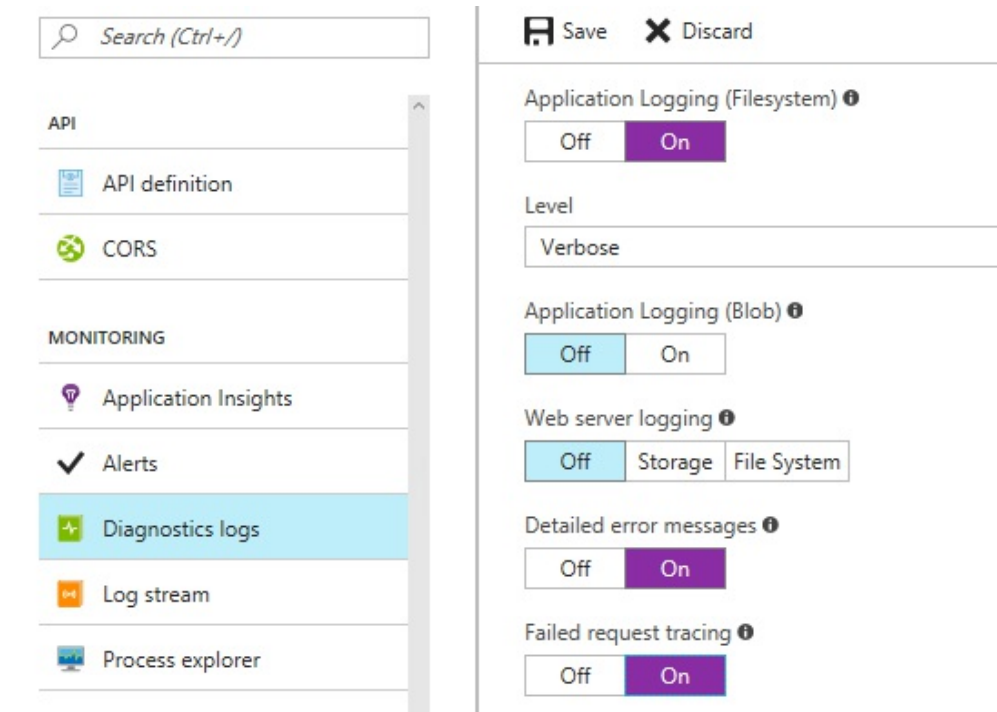 Search (Ctrl+/)
API
API definition
CORS
MONITORING
Application Insights
Alerts
Diagnostics logs
Log stream
Process explorer
Save Discard
Application Logging (Filesystem)
Off On
Level
Verbose
Application Logging (Blob)
Off On
Web server logging
Off Storage File System
Detailed error messages
Off On
Failed request tracing
Off On